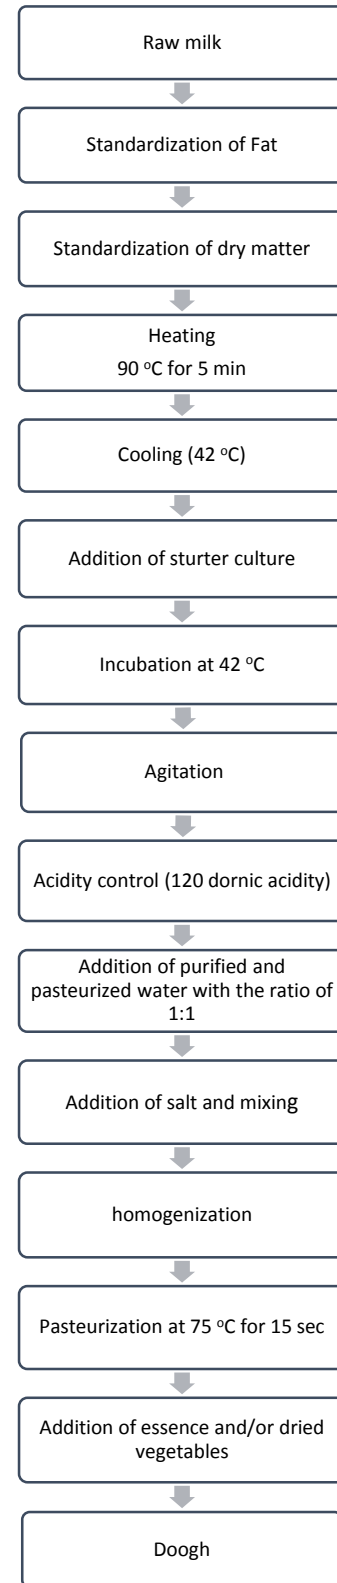 Raw milk
Standardization of Fat
Standardization of dry matter
Heating
90 °C for 5 min
Cooling (42 °C)
Addition of sturter culture
Incubation at 42 °C
Agitation
Acidity control (120 dornic acidity)
Addition of purified and
pasteurized water with the ratio of
1:1
Addition of salt and mixing
homogenization
Pasteurization at 75 °C for 15 sec
Addition of essence and/or dried
vegetables
Doogh